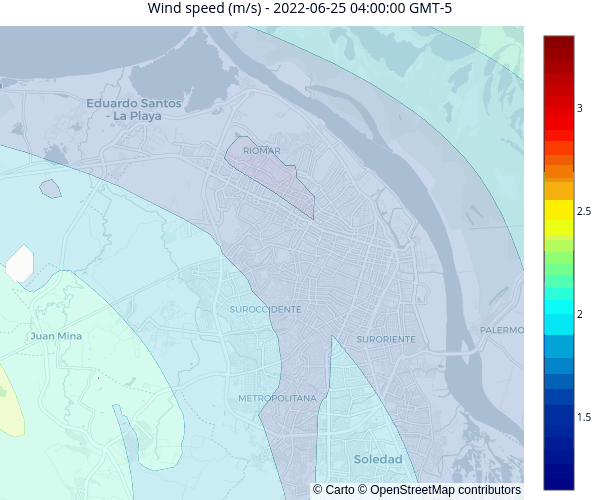 Wind speed (m/s) - 2022-06-25 04:00:00 GMT-5
Eduardo Santos
- La Playa
RIOMAR
3
2.5
2
1.5
SUROCCIDENTE
PALERMO
Juan Mina
SURORIENTE
METROPOLITANA
Soledad
© Carto © OpenStreetMap contributors